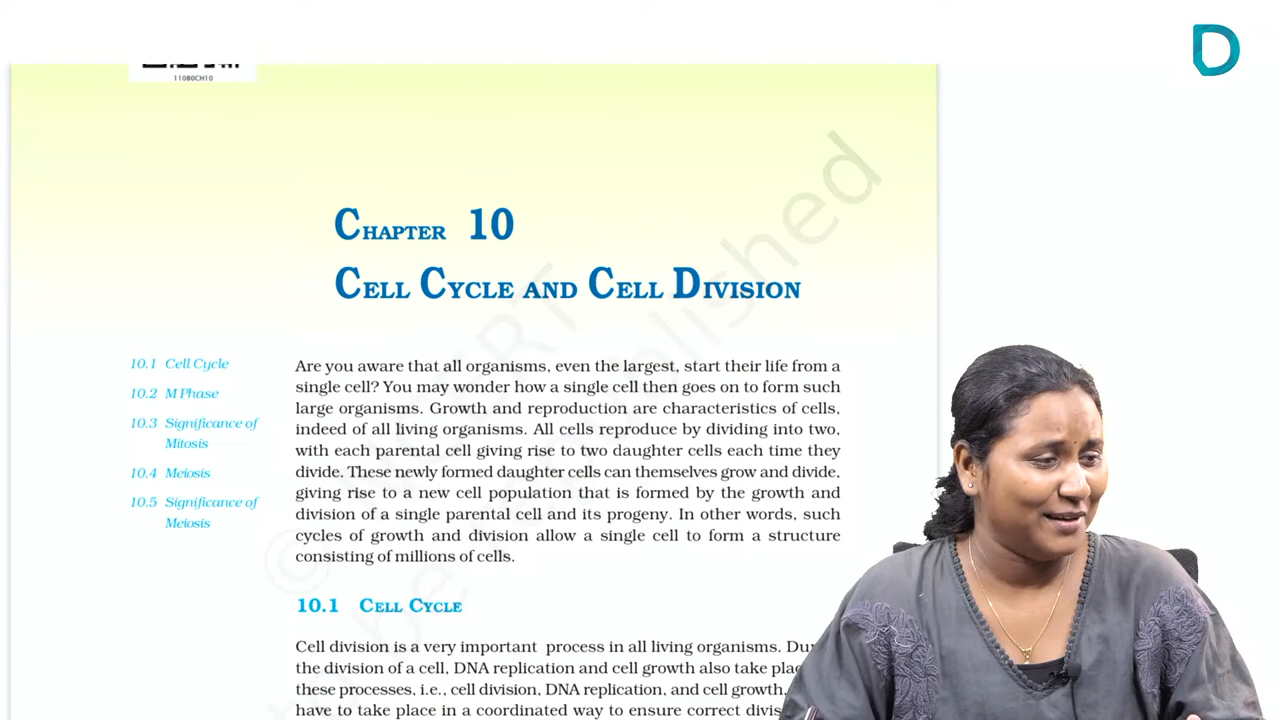 D
11080CH10
CHAPTER 10
CELL CYCLE AND CELL DIVISION
10.1 Cell Cycle
10.2 M Phase
10.3 Significance of
Mitosis
10.4 Meiosis
10.5 Significance of
Meiosis
Are you aware that all organisms, even the largest, start their life from a
single cell? You may wonder how a single cell then goes on to form such
large organisms. Growth and reproduction are characteristics of cells,
indeed of all living organisms. All cells reproduce by dividing into two,
with each parental cell giving rise to two daughter cells each time they
divide. These newly formed daughter cells can themselves grow and divide,
giving rise to a new cell population that is formed by the growth and
division of a single parental cell and its progeny. In other words, such
cycles of growth and division allow a single cell to form a structure
consisting of millions of cells.
10.1 CELL CYCLE
Cell division is a very important process in all living organisms.
the division of a cell, DNA replication and cell growth also take
these processes, i.e., cell division, DNA replication, and cell growth,
have to take place in a coordinated way to ensure correct